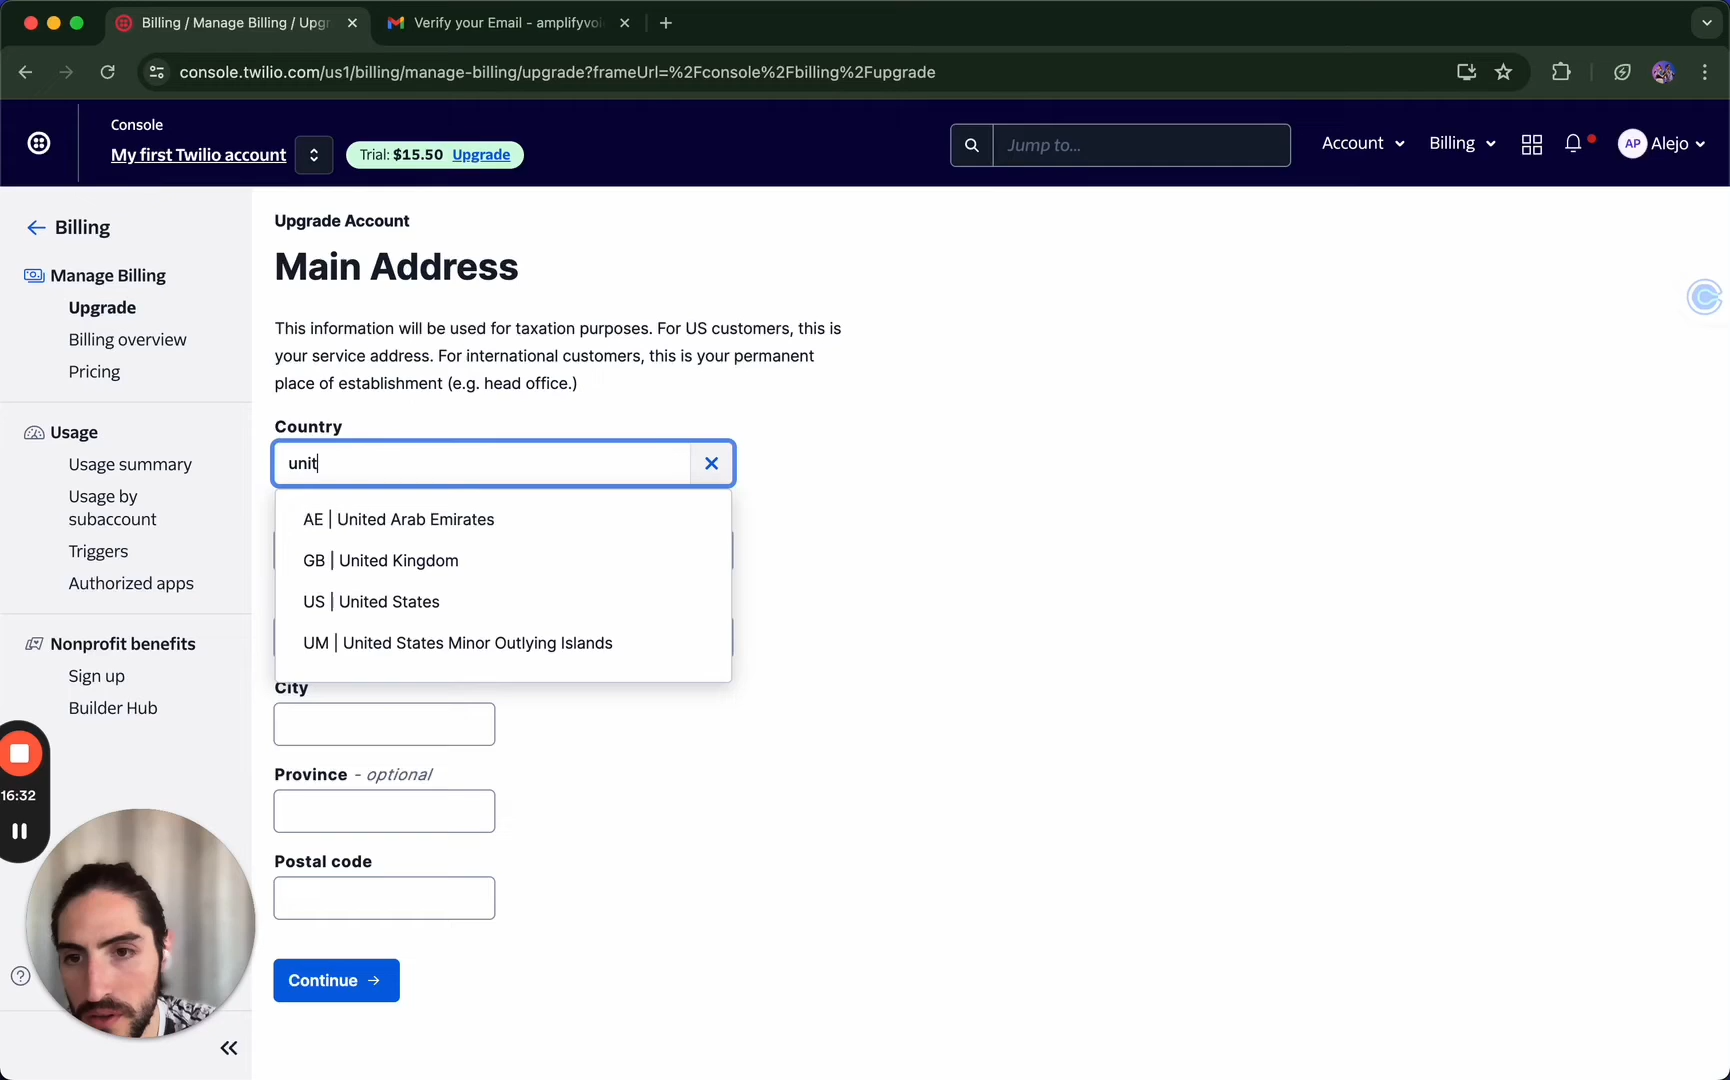 Billing / Manage Billing / Upgr
Verify your Email - amplifyvoi
console.twilio.com/us1/billing/manage-billing/upgrade?frameUrl=%2Fconsole%2Fbilling%2Fupgrade
Console
My first Twilio account
Trial: $15.50 Upgrade
Jump to...
Account
Billing
AP Alejo
Billing
Manage Billing
Upgrade
Billing overview
Pricing
Usage
Usage summary
Usage by
subaccount
Triggers
Authorized apps
Nonprofit benefits
Sign up
Builder Hub
16:32
Upgrade Account
Main Address
This information will be used for taxation purposes. For US customers, this is
your service address. For international customers, this is your permanent
place of establishment (e.g. head office.)
Country
unit
AE | United Arab Emirates
GB | United Kingdom
US | United States
UM | United States Minor Outlying Islands
City
Province - optional
Postal code
Continue →